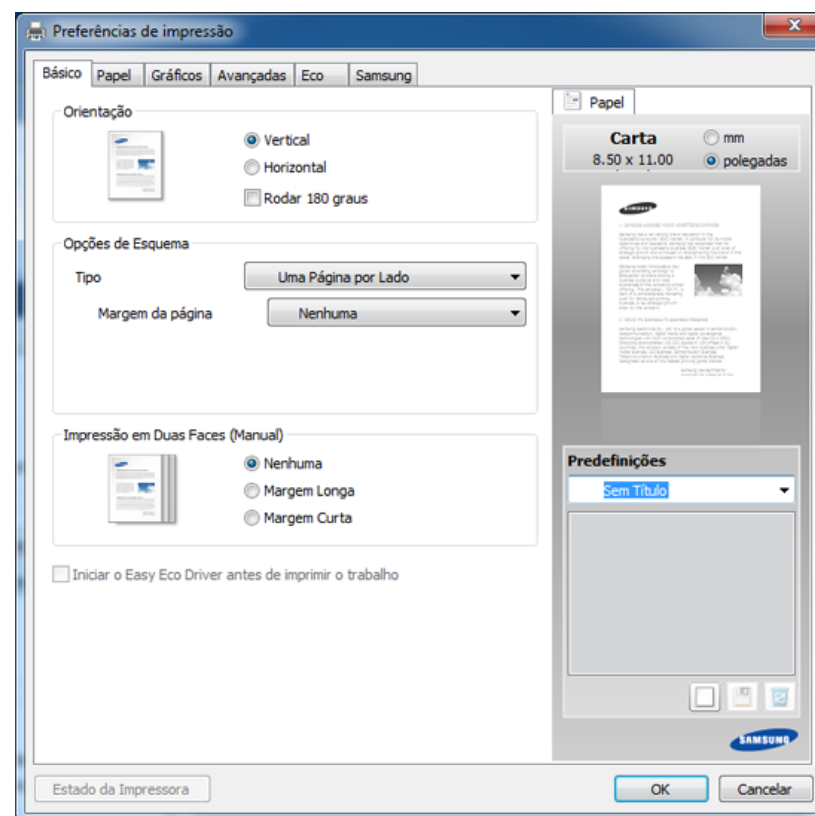 Preferências de impressão
Básico Papel Gráficos Avançadas Eco Samsung
Orientação
Vertical
Horizontal
Rodar 180 graus
Opções de Esquema
Tipo Uma Página por Lado
Margem da página Nenhuma
Impressão em Duas Faces (Manual)
Nenhuma
Margem Longa
Margem Curta
Iniciar o Easy Eco Driver antes de imprimir o trabalho
Papel
Carta mm
8.50 x 11.00 polegadas
SAMSUNG
Predefinições
Sem Título
SAMSUNG
Estado da Impressora OK Cancelar